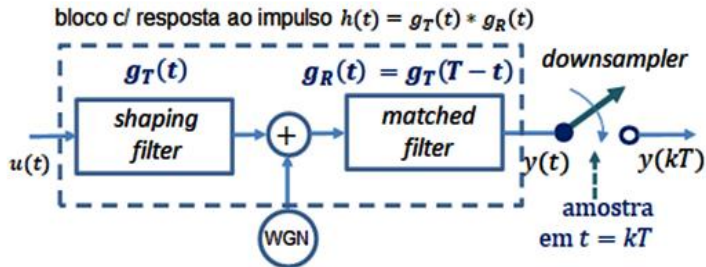 bloco c/ resposta ao impulso h(t) = g_T(t) * g_R(t)
g_T(t)
g_R(t) = g_T(T − t)
downsampler
shaping filter
+
matched filter
u(t)
y(t)
y(kT)
WGN
amostra
em t = kT